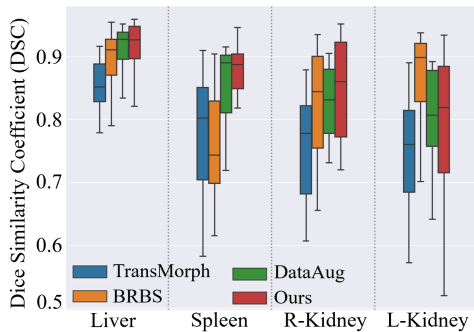 Dice Similarity Coefficient (DSC)
0.9
0.8
0.7
0.6
0.5
TransMorph
DataAug
BRBS
Ours
Liver
Spleen
R-Kidney
L-Kidney